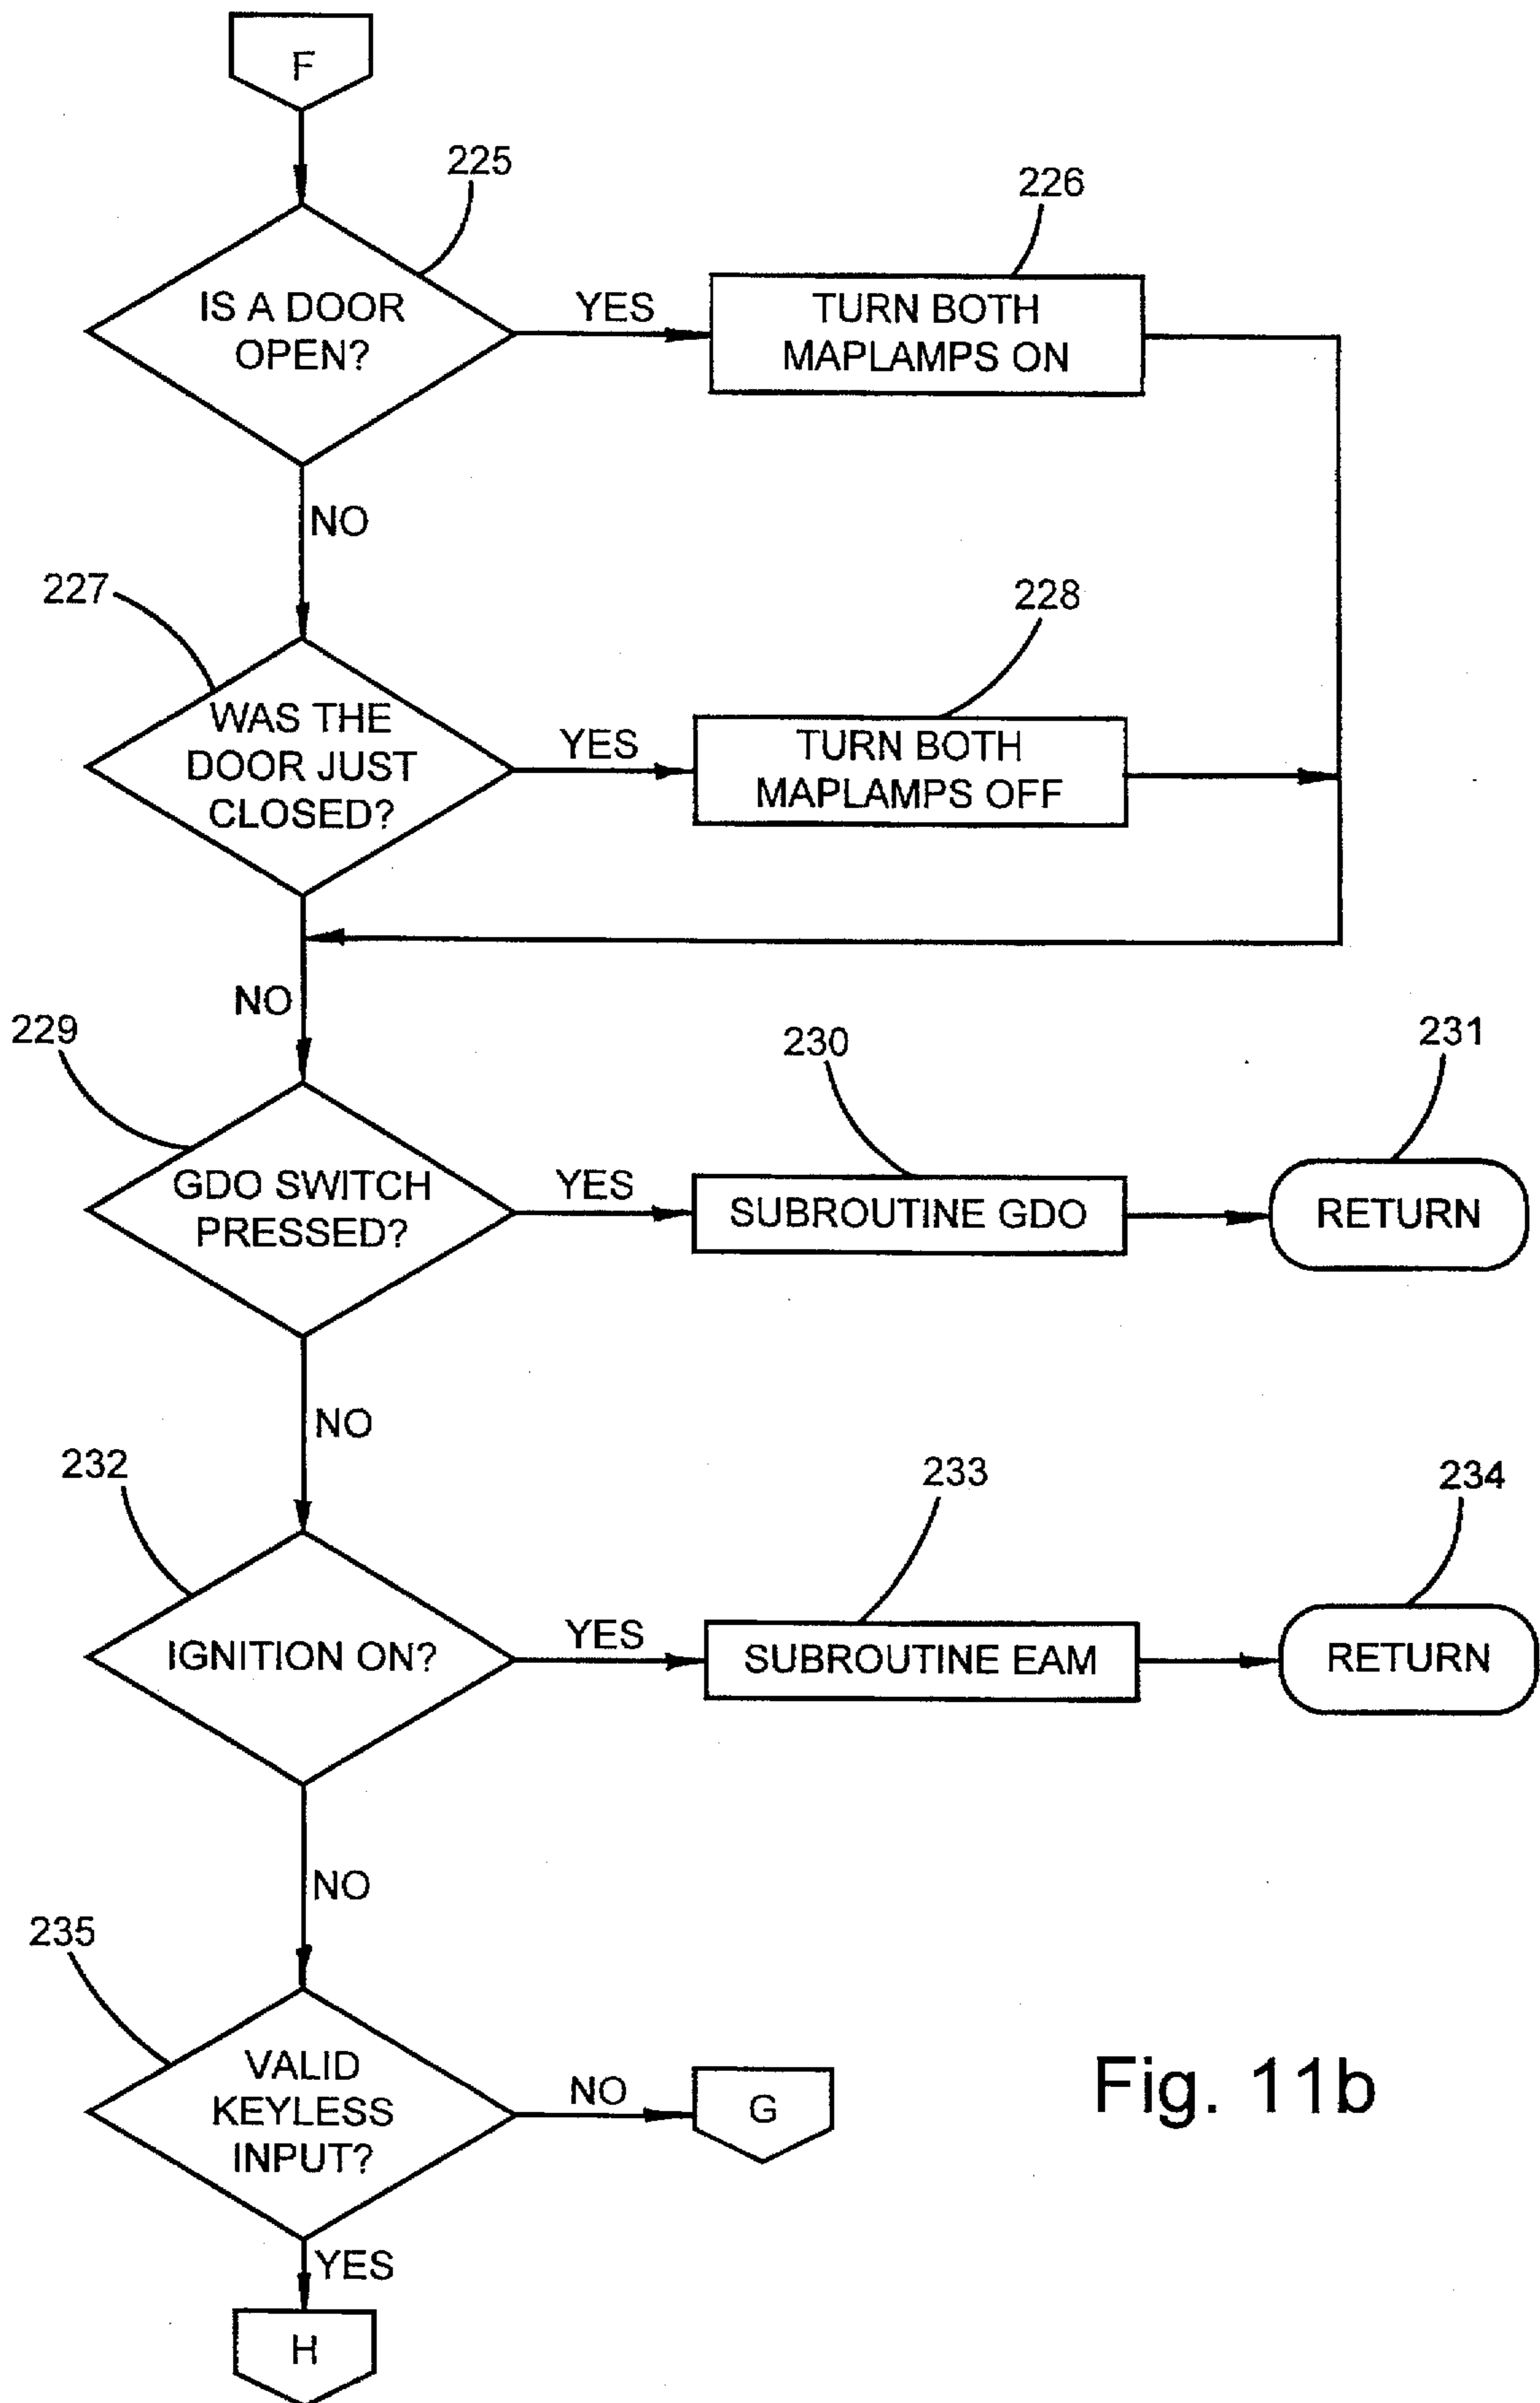 F
225
226
IS A DOOR
OPEN?
YES
TURN BOTH
MAPLAMPS ON
NO
227
228
WAS THE
DOOR JUST
CLOSED?
YES
TURN BOTH
MAPLAMPS OFF
NO
229
230
231
GDO SWITCH
PRESSED?
YES
SUBROUTINE GDO
RETURN
NO
232
233
234
IGNITION ON?
YES
SUBROUTINE EAM
RETURN
NO
235
VALID
KEYLESS
INPUT?
NO
G
YES
H
Fig. 11b